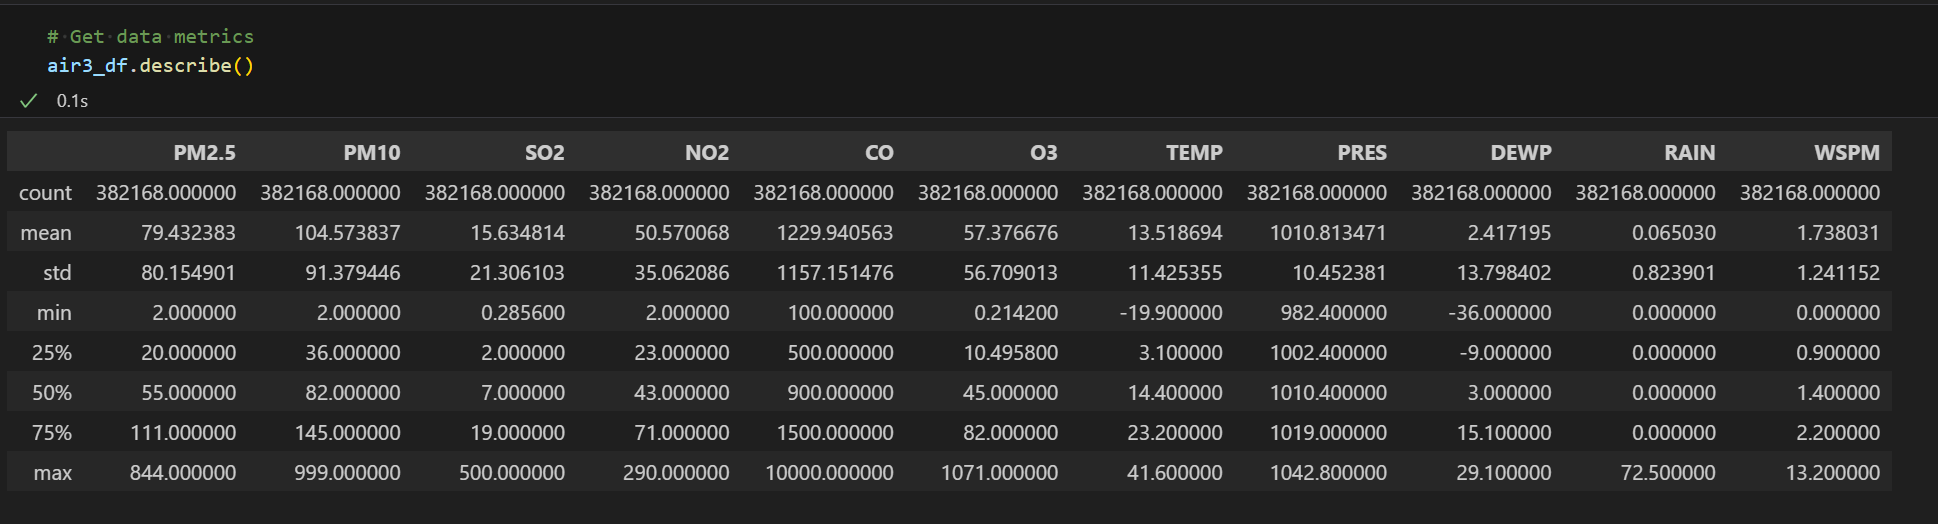 # Get data metrics
air3_df.describe()
0.1s
PM2.5 PM10 SO2 NO2 CO O3 TEMP PRES DEWP RAIN WSPM
count 382168.000000 382168.000000 382168.000000 382168.000000 382168.000000 382168.000000 382168.000000 382168.000000 382168.000000 382168.000000 382168.000000
mean 79.432383 104.573837 15.634814 50.570068 1229.940563 57.376676 13.518694 1010.813471 2.417195 0.065030 1.738031
std 80.154901 91.379446 21.306103 35.062086 1157.151476 56.709013 11.425355 10.452381 13.798402 0.823901 1.241152
min 2.000000 2.000000 0.285600 2.000000 100.000000 0.214200 -19.900000 982.400000 -36.000000 0.000000 0.000000
25% 20.000000 36.000000 2.000000 23.000000 500.000000 10.495800 3.100000 1002.400000 -9.000000 0.000000 0.900000
50% 55.000000 82.000000 7.000000 43.000000 900.000000 45.000000 14.400000 1010.400000 3.000000 0.000000 1.400000
75% 111.000000 145.000000 19.000000 71.000000 1500.000000 82.000000 23.200000 1019.000000 15.100000 0.000000 2.200000
max 844.000000 999.000000 500.000000 290.000000 10000.000000 1071.000000 41.600000 1042.800000 29.100000 72.500000 13.200000